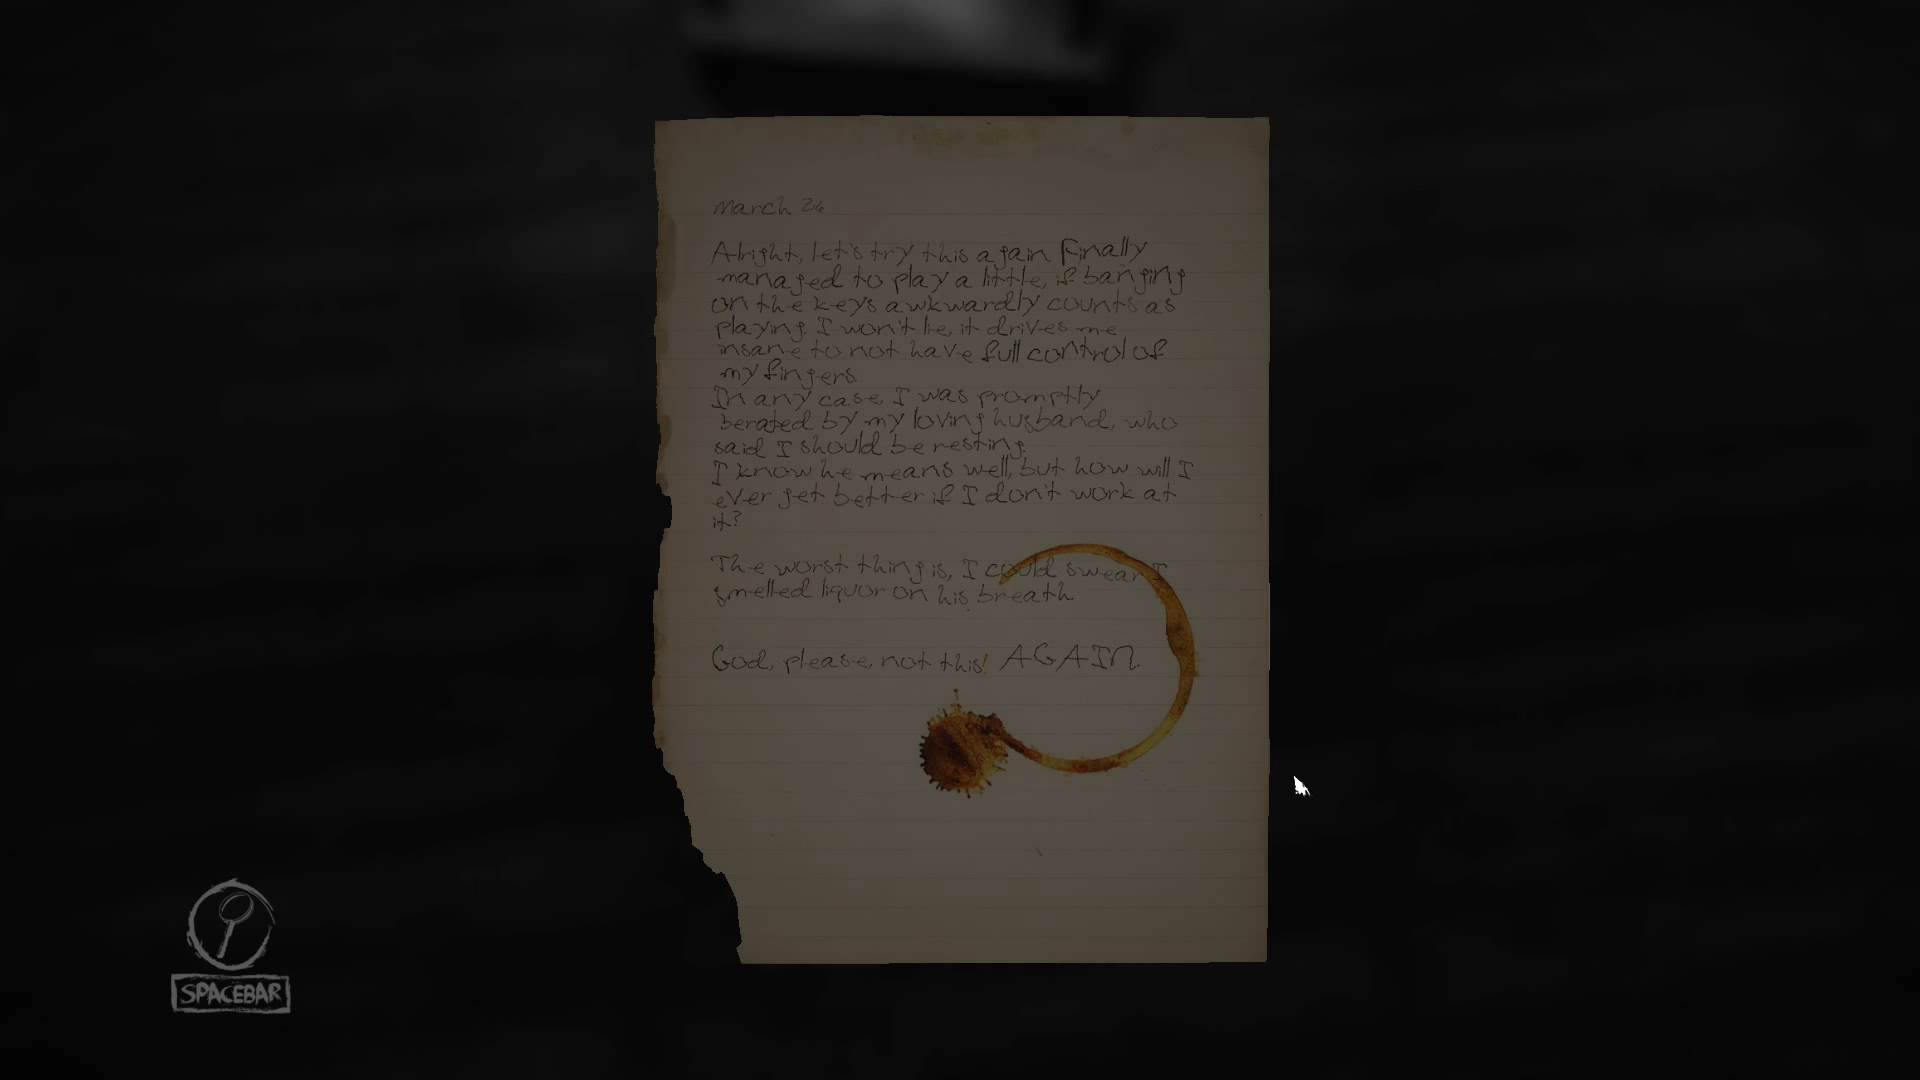 March 26
Alright, let's try this again. Finally
managed to play a little, if banging
on the keys awkwardly counts as
playing. I won't lie, it drives me
insane to not have full control of
my fingers.
In any case, I was promptly
berated by my loving husband, who
said I should be resting.
I know he means well, but how will I
ever get better if I don't work at
it?
The worst thing is, I could swear I
smelled liquor on his breath.
God, please, not this! AGAIN.
SPACEBAR